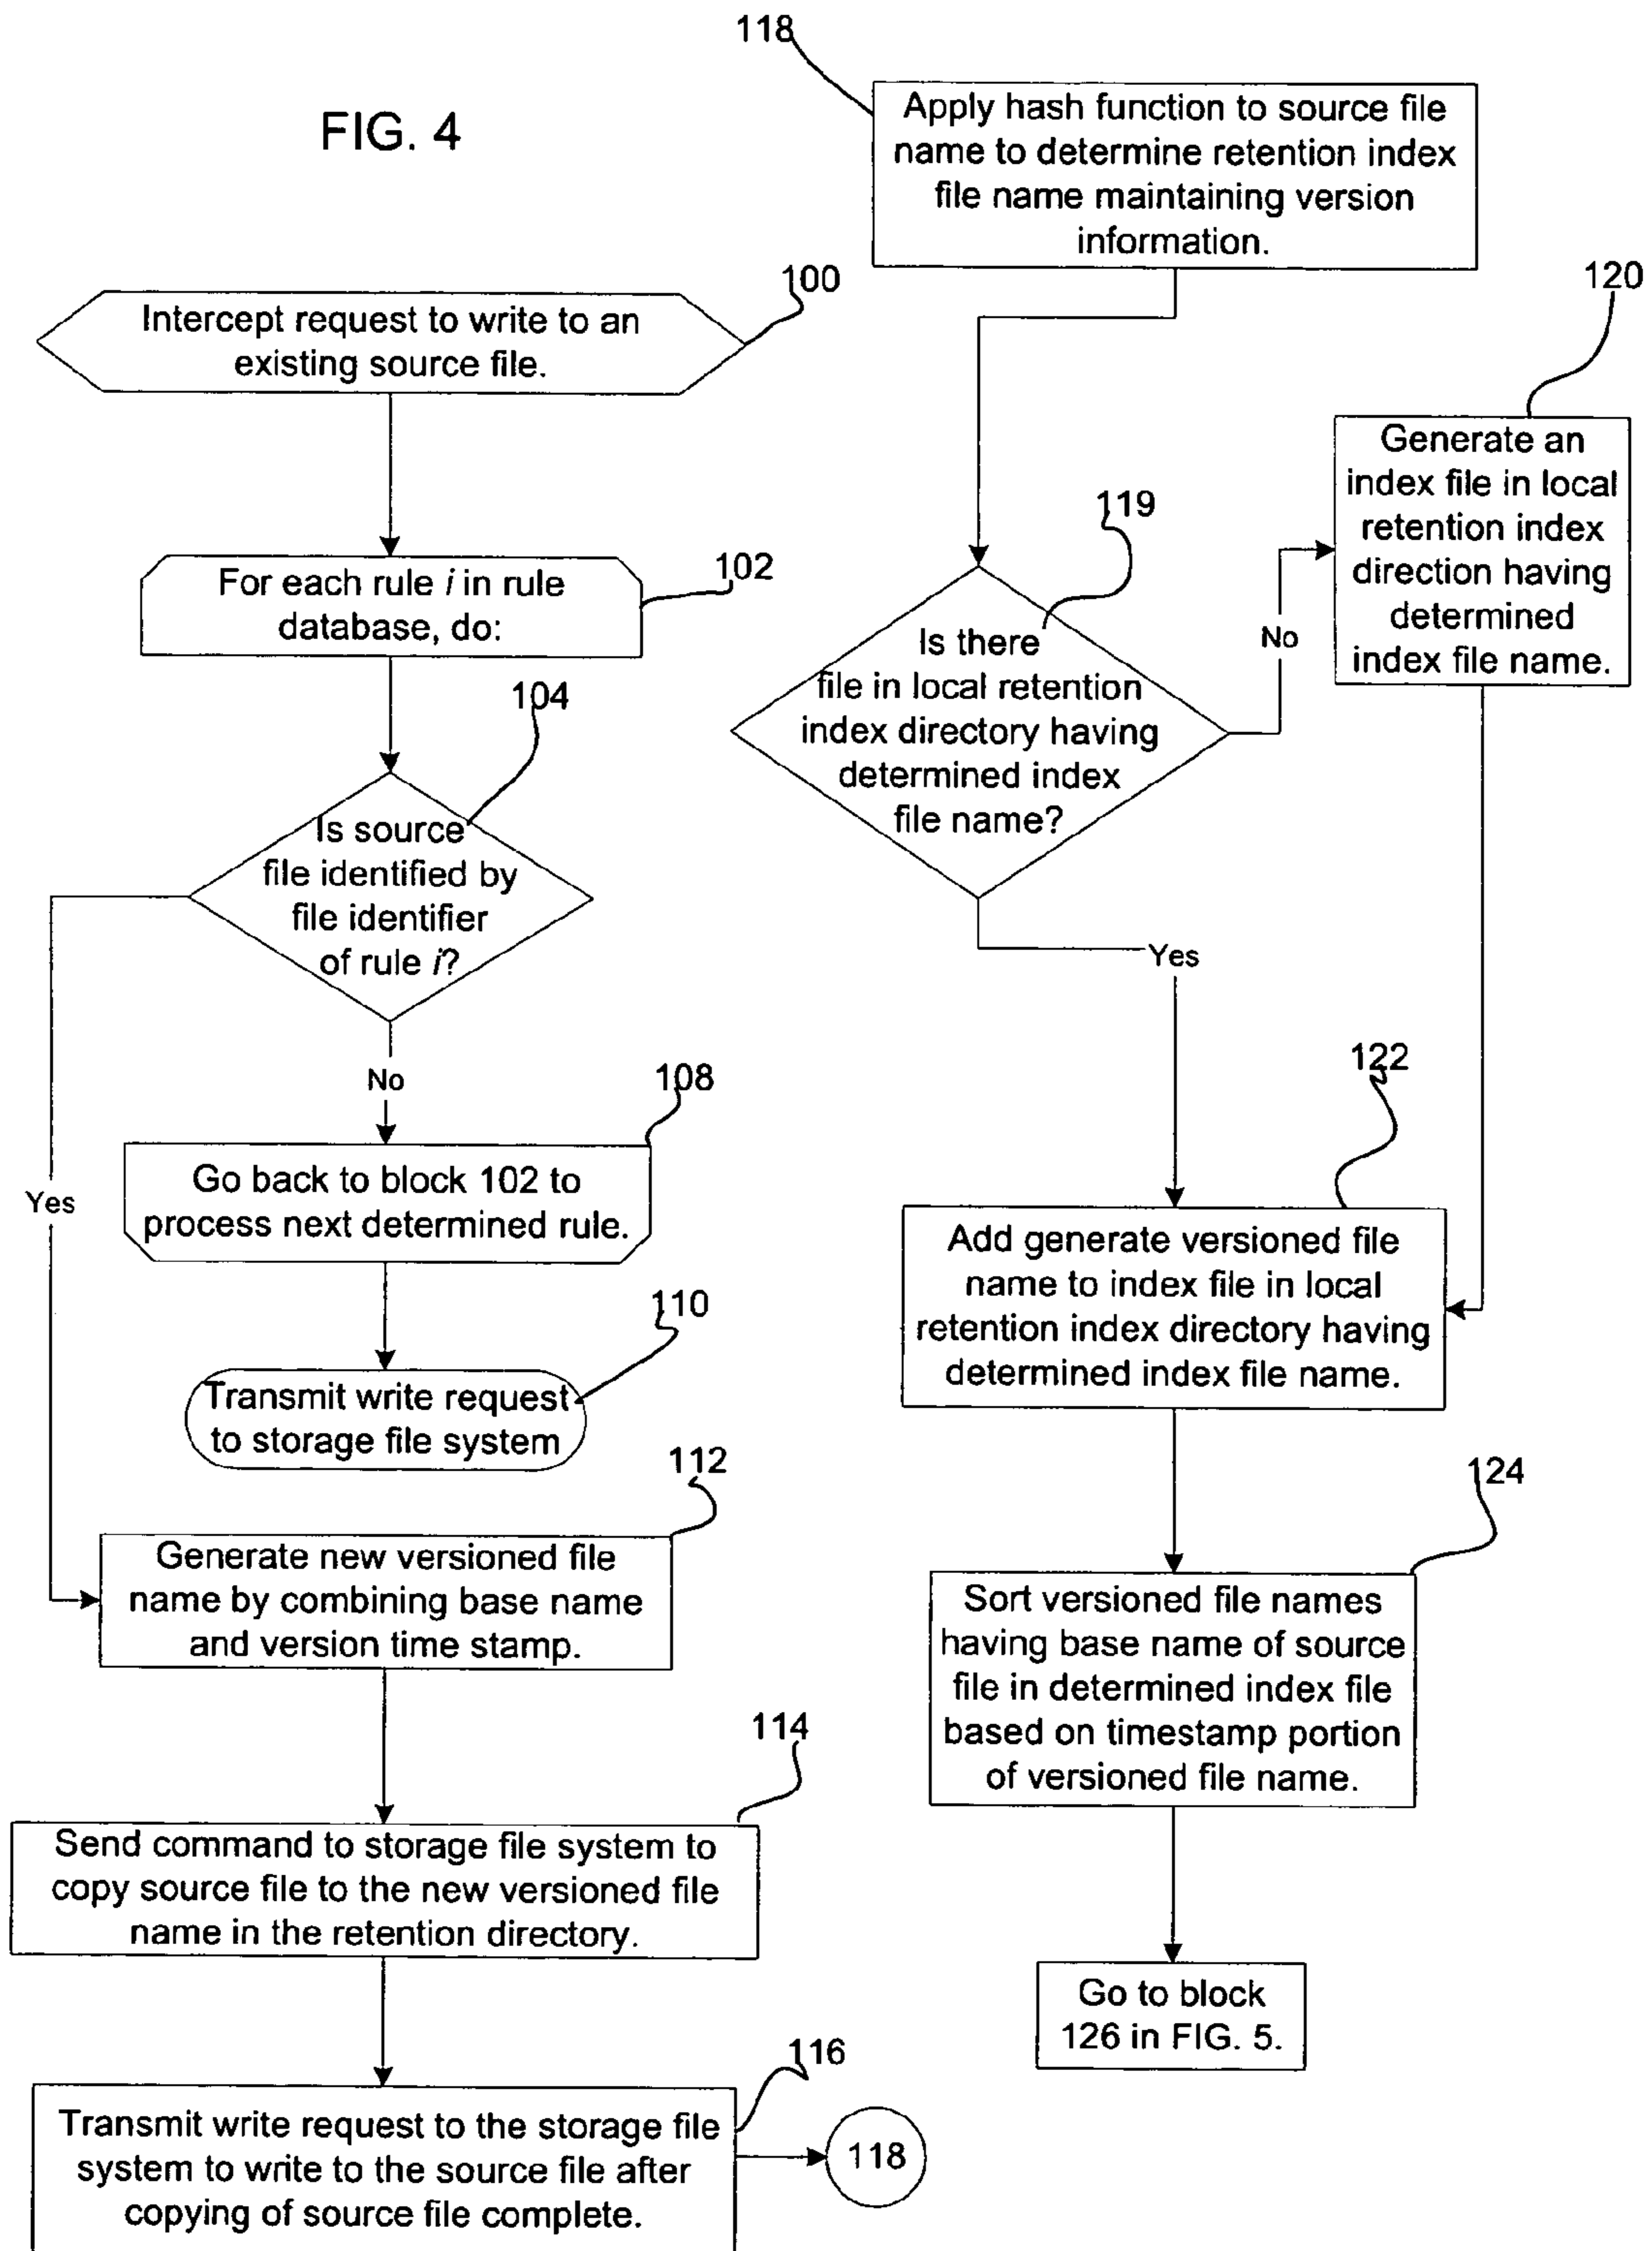 FIG. 4
100
Intercept request to write to an
existing source file.
102
For each rule i in rule
database, do:
104
Is source
file identified by
file identifier
of rule i?
No
Yes
108
Go back to block 102 to
process next determined rule.
110
Transmit write request
to storage file system
112
Generate new versioned file
name by combining base name
and version time stamp.
114
Send command to storage file system to
copy source file to the new versioned file
name in the retention directory.
116
Transmit write request to the storage file
system to write to the source file after
copying of source file complete.
118
118
Apply hash function to source file
name to determine retention index
file name maintaining version
information.
119
Is there
file in local retention
index directory having
determined index
file name?
No
Yes
120
Generate an
index file in local
retention index
direction having
determined
index file name.
122
Add generate versioned file
name to index file in local
retention index directory having
determined index file name.
124
Sort versioned file names
having base name of source
file in determined index file
based on timestamp portion
of versioned file name.
Go to block
126 in FIG. 5.